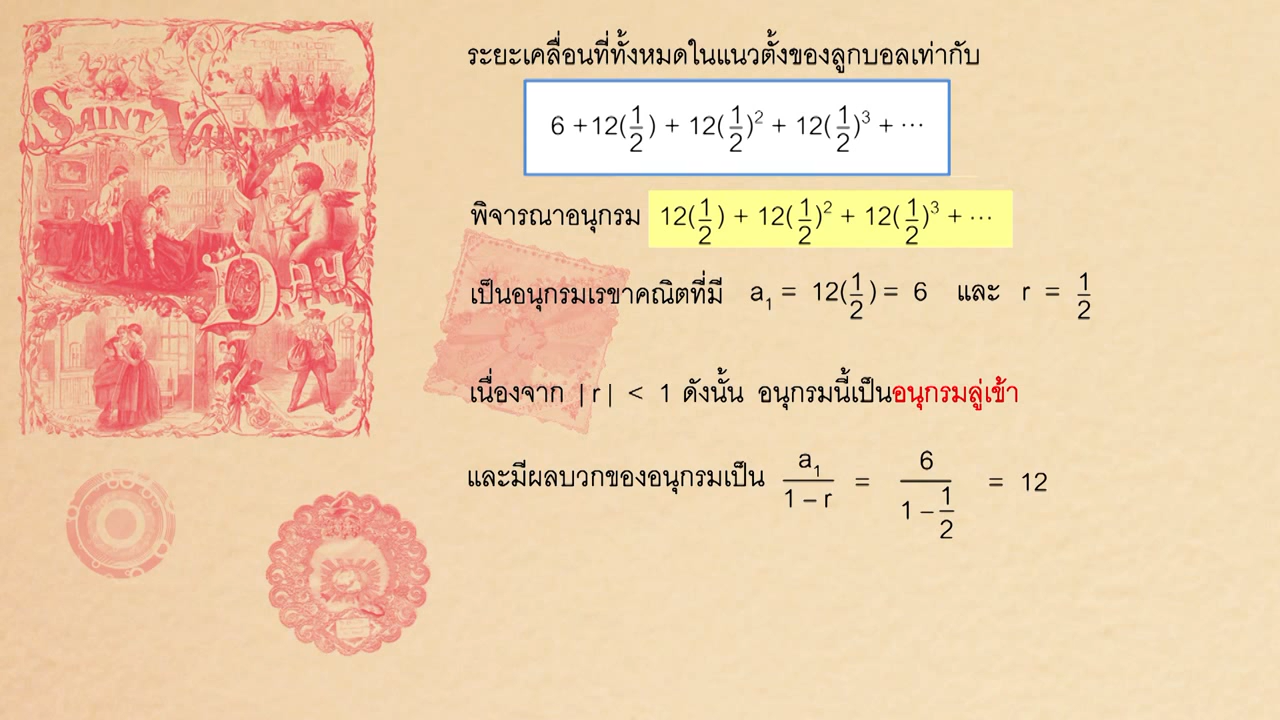 SAINT VALENTINE
DAY
ระยะเคลื่อนที่ทั้งหมดในแนวตั้งของลูกบอลเท่ากับ
6 + 12(1/2) + 12(1/2)² + 12(1/2)³ + ⋯
พิจารณาอนุกรม 12(1/2) + 12(1/2)² + 12(1/2)³ + ⋯
เป็นอนุกรมเรขาคณิตที่มี a₁ = 12(1/2) = 6 และ r = 1/2
เนื่องจาก |r| < 1 ดังนั้น อนุกรมนี้เป็นอนุกรมลู่เข้า
และมีผลบวกของอนุกรมเป็น a₁/(1 – r) = 6/(1 – 1/2) = 12